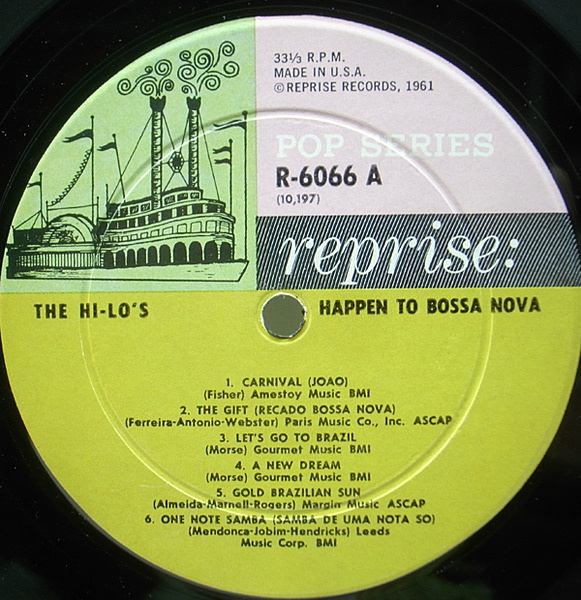 33⅓ R.P.M.
MADE IN U.S.A.
©REPRISE RECORDS, 1961
POP SERIES
R-6066 A
(10,197)
reprise:
THE HI-LO'S
HAPPEN TO BOSSA NOVA
1. CARNIVAL (JOAO)
(Fisher) Amestoy Music BMI
2. THE GIFT (RECADO BOSSA NOVA)
(Ferreira-Antonio-Webster) Paris Music Co., Inc. ASCAP
3. LET'S GO TO BRAZIL
(Morse) Gourmet Music BMI
4. A NEW DREAM
(Morse) Gourmet Music BMI
5. GOLD BRAZILIAN SUN
(Almeida-Marnell-Rogers) Margin Music ASCAP
6. ONE NOTE SAMBA (SAMBA DE UMA NOTA SO)
(Mendonca-Jobim-Hendricks) Leeds
Music Corp. BMI